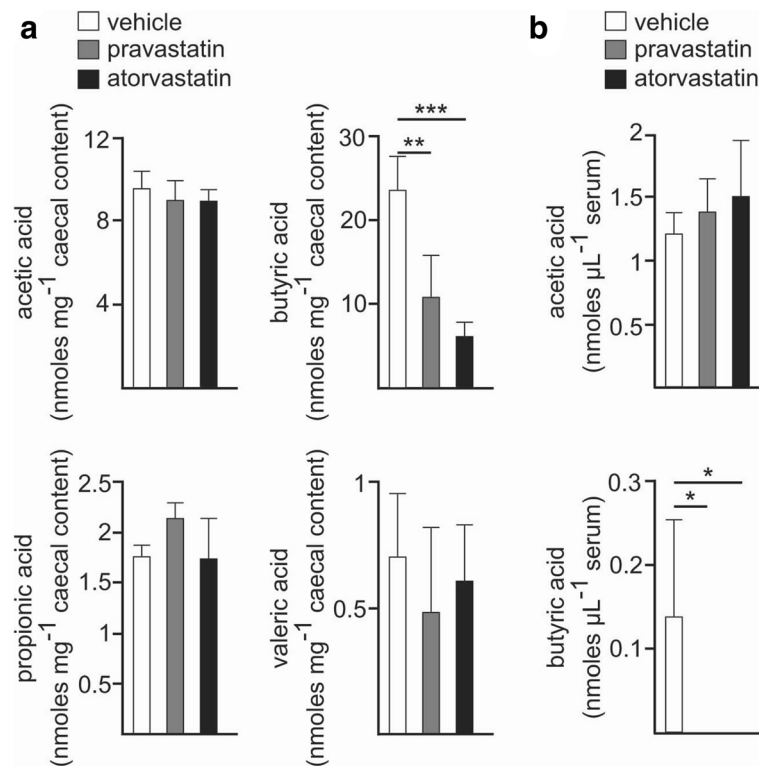 a
vehicle
pravastatin
atorvastatin
b
vehicle
pravastatin
atorvastatin
acetic acid
(nmoles mg⁻¹ caecal content)
12
8
4
butyric acid
(nmoles mg⁻¹ caecal content)
30
20
10
***
**
acetic acid
(nmoles µL⁻¹ serum)
2
1.5
1
0.5
propionic acid
(nmoles mg⁻¹ caecal content)
2.5
2
1.5
1
0.5
valeric acid
(nmoles mg⁻¹ caecal content)
1
0.5
butyric acid
(nmoles µL⁻¹ serum)
0.3
0.2
0.1
*
*